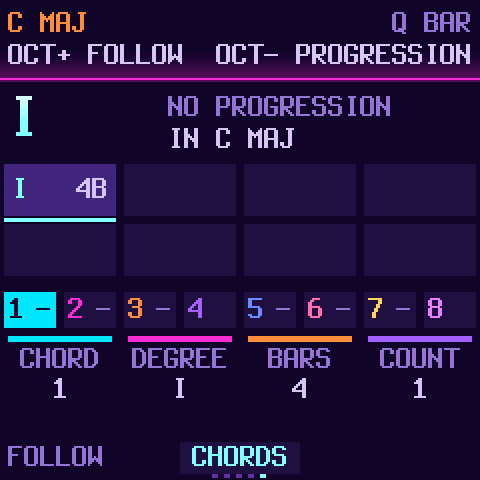 C MAJ Q BAR
OCT+ FOLLOW OCT- PROGRESSION
I NO PROGRESSION
IN C MAJ
I 4B
1 - 2 - 3 - 4 5 - 6 - 7 - 8
CHORD DEGREE BARS COUNT
1 I 4 1
FOLLOW CHORDS